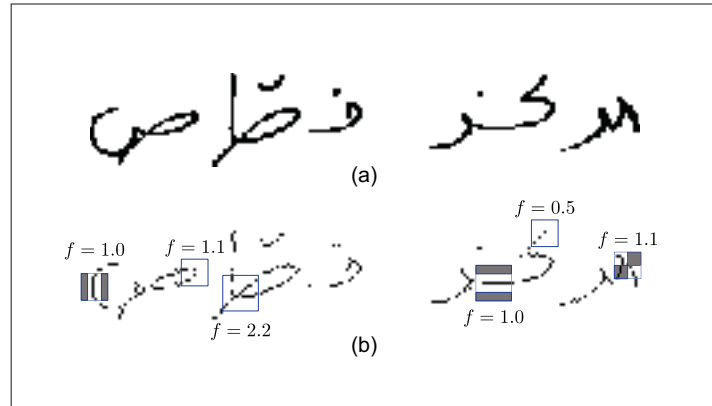 مركز
(a)
f = 1.0
f = 1.1
f = 2.2
f = 0.5
f = 1.0
f = 1.1
(b)